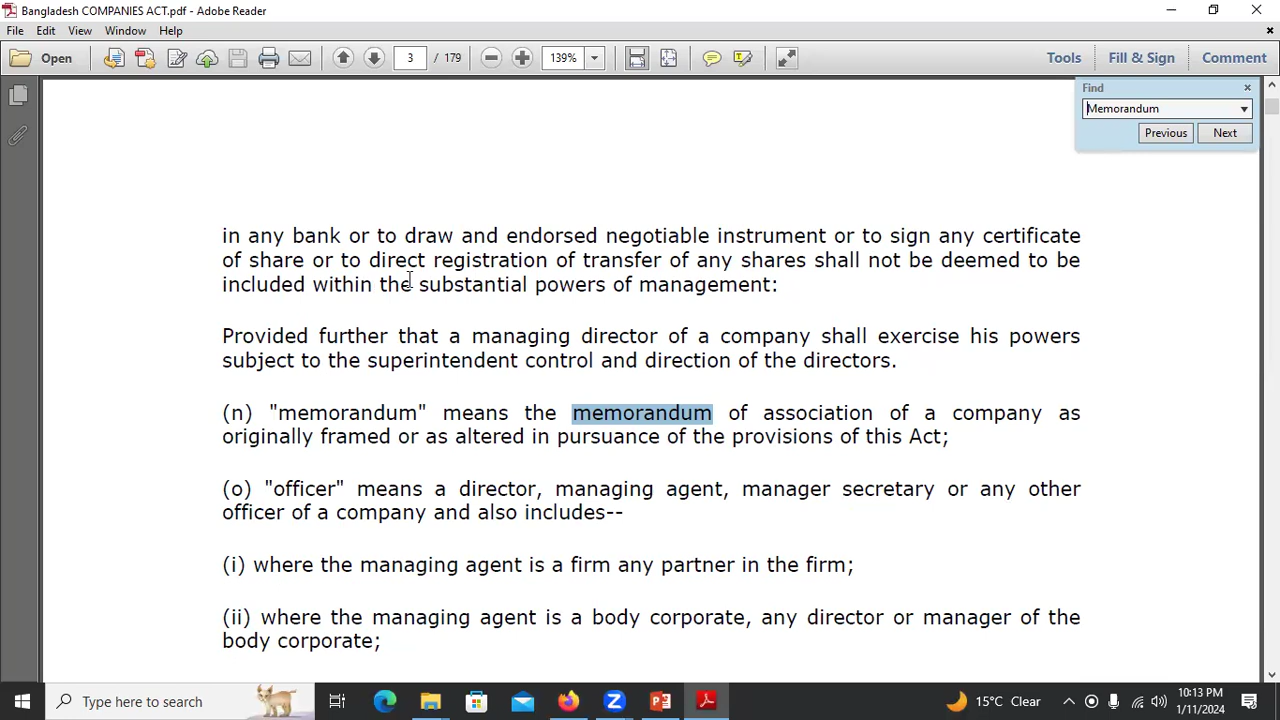 Bangladesh COMPANIES ACT.pdf - Adobe Reader
File Edit View Window Help
Open 3 / 179 139% Tools Fill & Sign Comment
Find
Memorandum
Previous Next
in any bank or to draw and endorsed negotiable instrument or to sign any certificate
of share or to direct registration of transfer of any shares shall not be deemed to be
included within the substantial powers of management:
Provided further that a managing director of a company shall exercise his powers
subject to the superintendent control and direction of the directors.
(n) "memorandum" means the memorandum of association of a company as
originally framed or as altered in pursuance of the provisions of this Act;
(o) "officer" means a director, managing agent, manager secretary or any other
officer of a company and also includes--
(i) where the managing agent is a firm any partner in the firm;
(ii) where the managing agent is a body corporate, any director or manager of the
body corporate;
Type here to search
15°C Clear
10:13 PM
1/11/2024